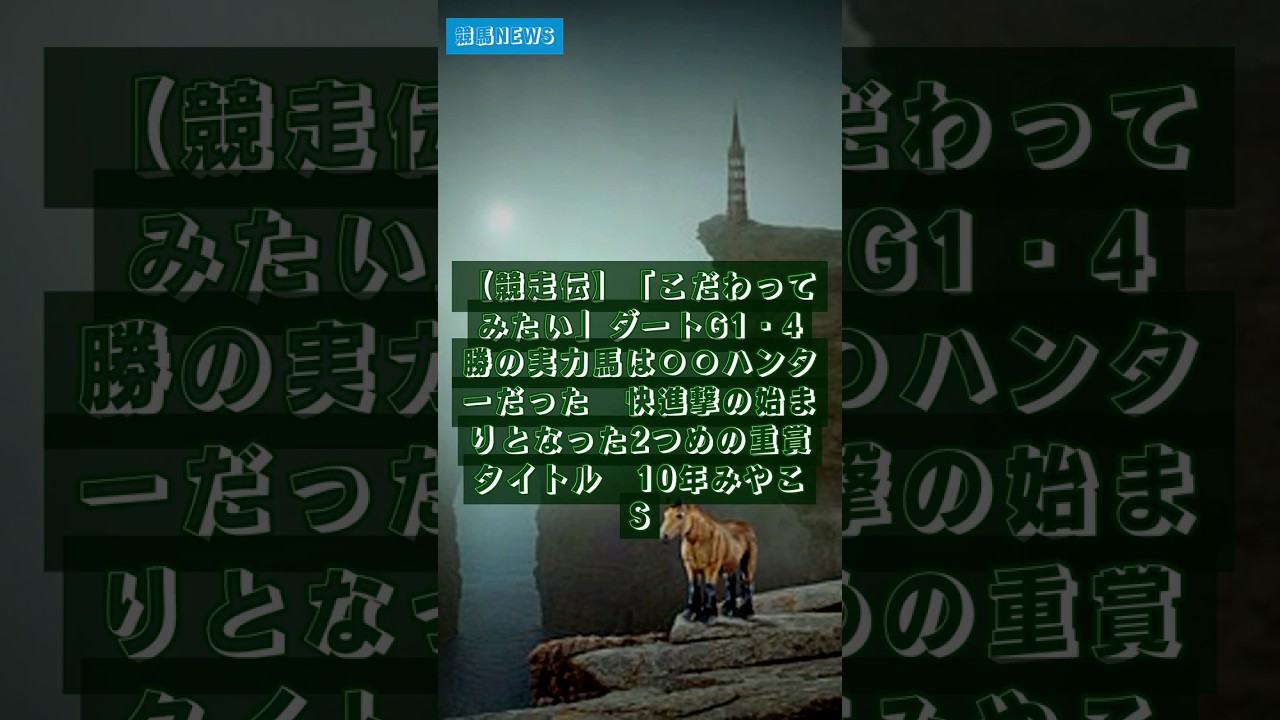 競馬NEWS
【競走伝】「こだわって
みたい」ダートG1・4
勝の実力馬は〇〇ハンタ
ーだった　快進撃の始ま
りとなった2つめの重賞
タイトル　10年みやこ
S